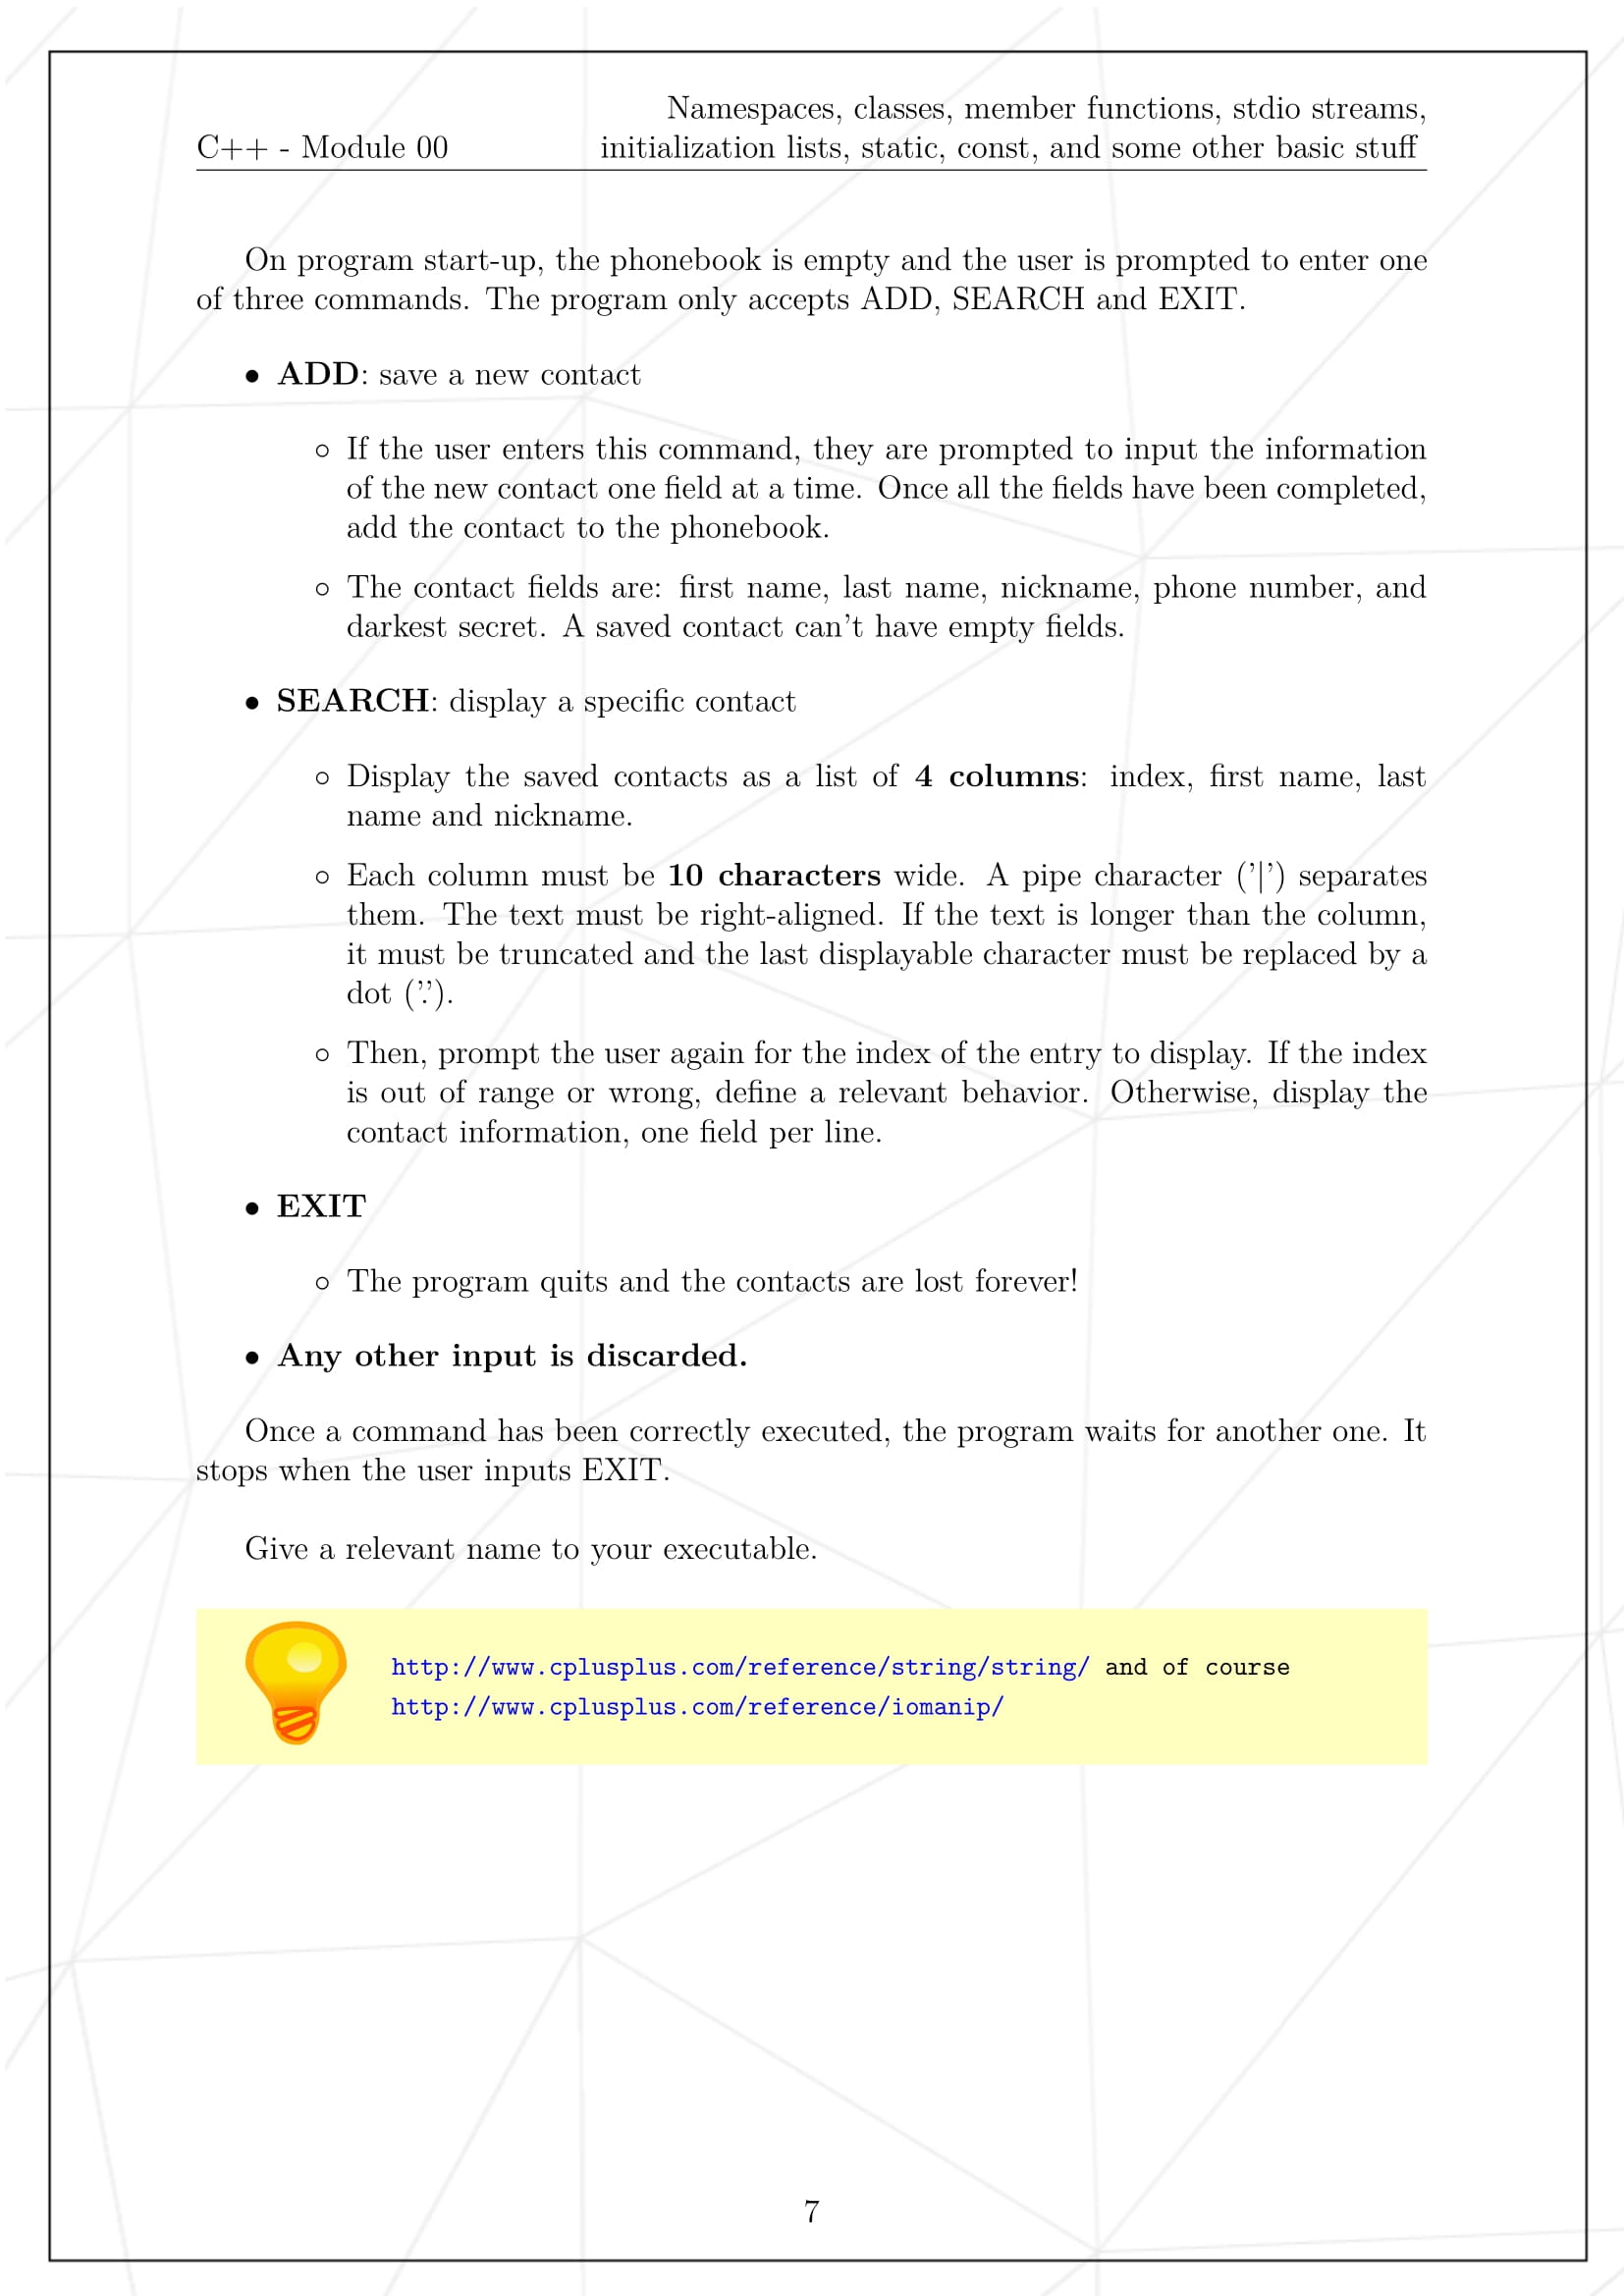 Namespaces, classes, member functions, stdio streams,
C++ - Module 00 initialization lists, static, const, and some other basic stuff
On program start-up, the phonebook is empty and the user is prompted to enter one
of three commands. The program only accepts ADD, SEARCH and EXIT.
• ADD: save a new contact
◦ If the user enters this command, they are prompted to input the information
of the new contact one field at a time. Once all the fields have been completed,
add the contact to the phonebook.
◦ The contact fields are: first name, last name, nickname, phone number, and
darkest secret. A saved contact can't have empty fields.
• SEARCH: display a specific contact
◦ Display the saved contacts as a list of 4 columns: index, first name, last
name and nickname.
◦ Each column must be 10 characters wide. A pipe character ('|') separates
them. The text must be right-aligned. If the text is longer than the column,
it must be truncated and the last displayable character must be replaced by a
dot ('.').
◦ Then, prompt the user again for the index of the entry to display. If the index
is out of range or wrong, define a relevant behavior. Otherwise, display the
contact information, one field per line.
• EXIT
◦ The program quits and the contacts are lost forever!
• Any other input is discarded.
Once a command has been correctly executed, the program waits for another one. It
stops when the user inputs EXIT.
Give a relevant name to your executable.
http://www.cplusplus.com/reference/string/string/ and of course
http://www.cplusplus.com/reference/iomanip/
7